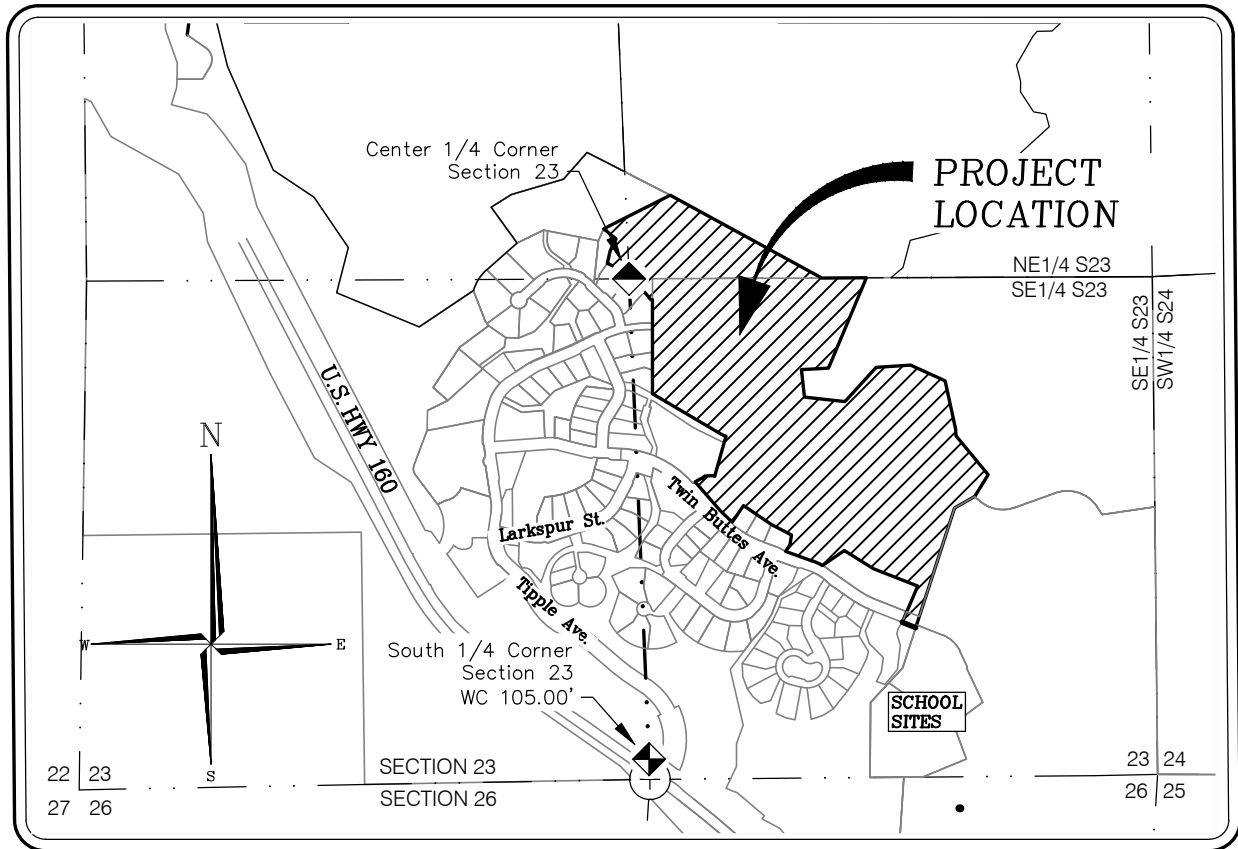 Center 1/4 Corner
Section 23
PROJECT
LOCATION
NE1/4 S23
SE1/4 S23
SE1/4 S23
SW1/4 S24
U.S. HWY 160
N
W
E
S
Larkspur St.
Twin Buttes Ave.
Tipple Ave.
South 1/4 Corner
Section 23
WC 105.00'
SCHOOL
SITES
22 23
27 26
SECTION 23
SECTION 26
23 24
26 25